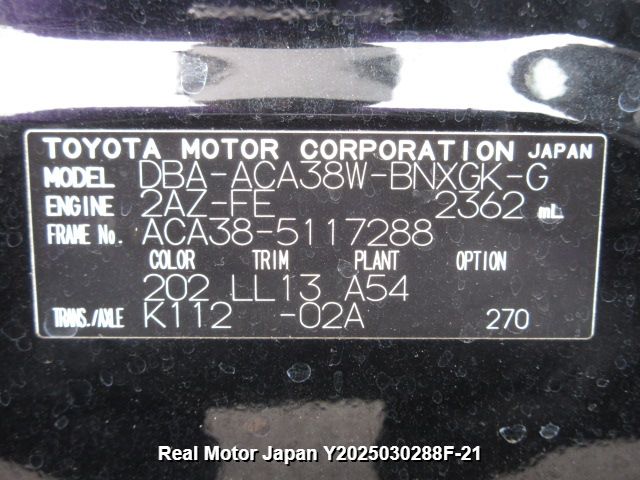 TOYOTA MOTOR CORPORATION JAPAN
MODEL DBA-ACA38W-BNXGK-G
ENGINE 2AZ-FE 2362 mL
FRAME No. ACA38-5117288
COLOR TRIM PLANT OPTION
202 LL13 A54
TRANS./AXLE K112 -02A 270
Real Motor Japan Y2025030288F-21